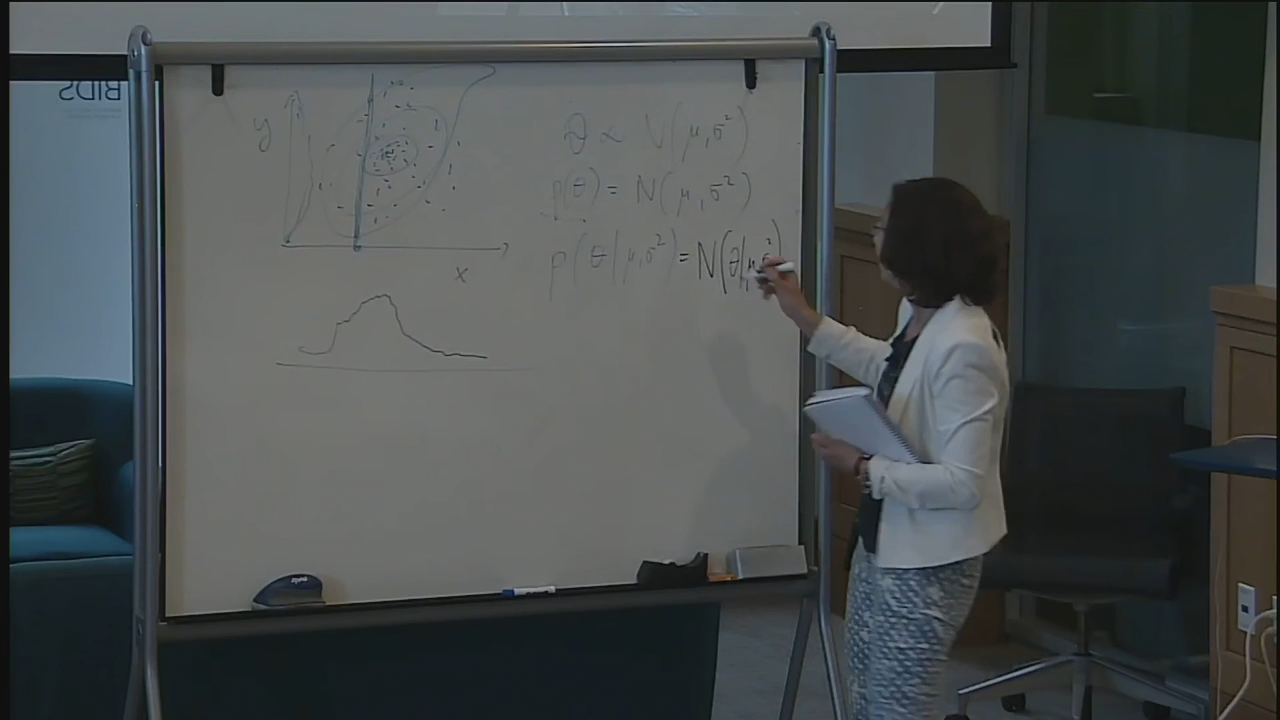 BIDS
y
x
θ ~ N(μ, σ²)
p(θ) = N(μ, σ²)
p(θ | μ, σ²) = N(θ | μ, σ²)